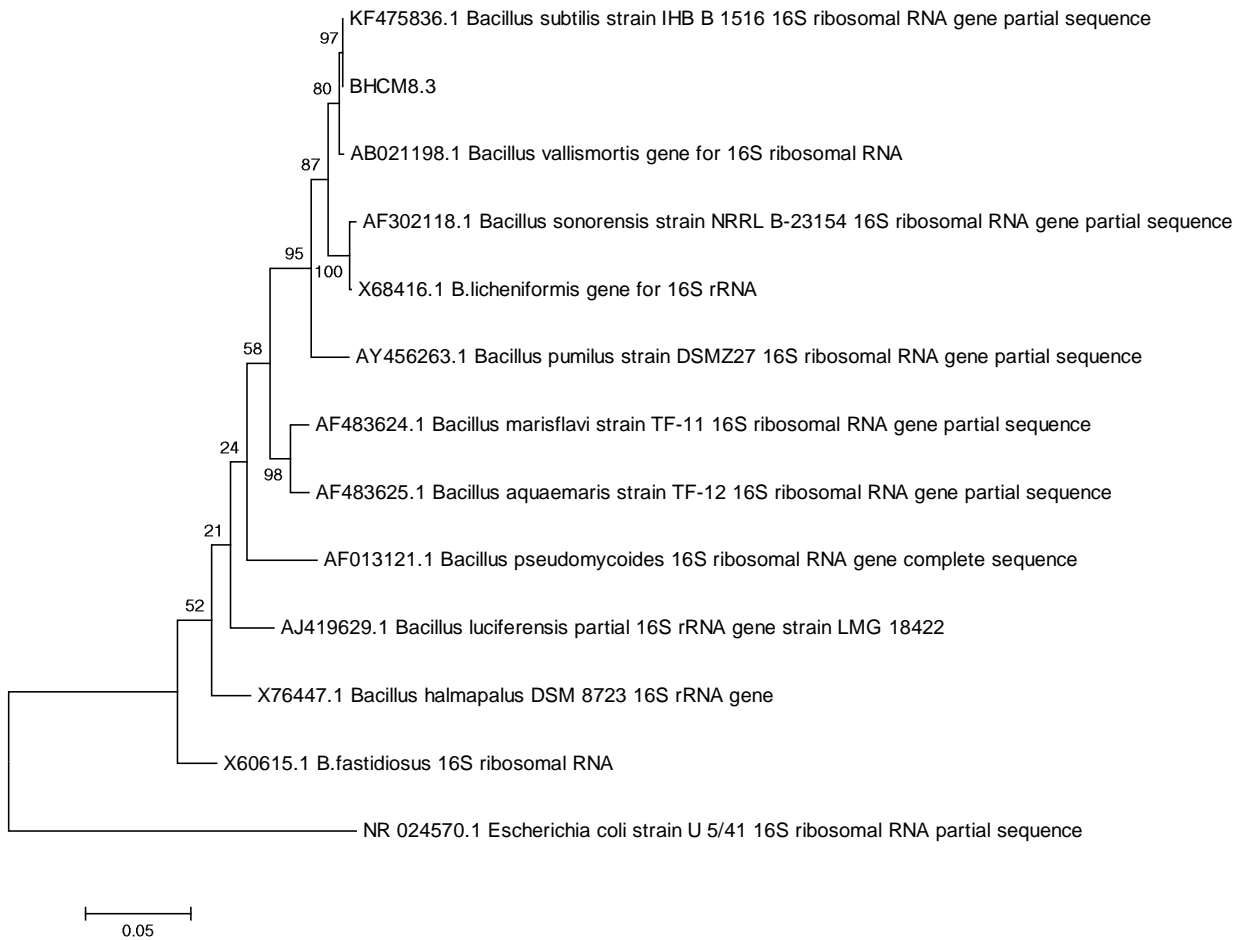 KF475836.1 Bacillus subtilis strain IHB B 1516 16S ribosomal RNA gene partial sequence
97
BHCM8.3
80
AB021198.1 Bacillus vallismortis gene for 16S ribosomal RNA
87
AF302118.1 Bacillus sonorensis strain NRRL B-23154 16S ribosomal RNA gene partial sequence
95
100
X68416.1 B.licheniformis gene for 16S rRNA
58
AY456263.1 Bacillus pumilus strain DSMZ27 16S ribosomal RNA gene partial sequence
AF483624.1 Bacillus marisflavi strain TF-11 16S ribosomal RNA gene partial sequence
24
98
AF483625.1 Bacillus aquaemaris strain TF-12 16S ribosomal RNA gene partial sequence
21
AF013121.1 Bacillus pseudomycoides 16S ribosomal RNA gene complete sequence
52
AJ419629.1 Bacillus luciferensis partial 16S rRNA gene strain LMG 18422
X76447.1 Bacillus halmapalus DSM 8723 16S rRNA gene
X60615.1 B.fastidiosus 16S ribosomal RNA
NR 024570.1 Escherichia coli strain U 5/41 16S ribosomal RNA partial sequence
0.05